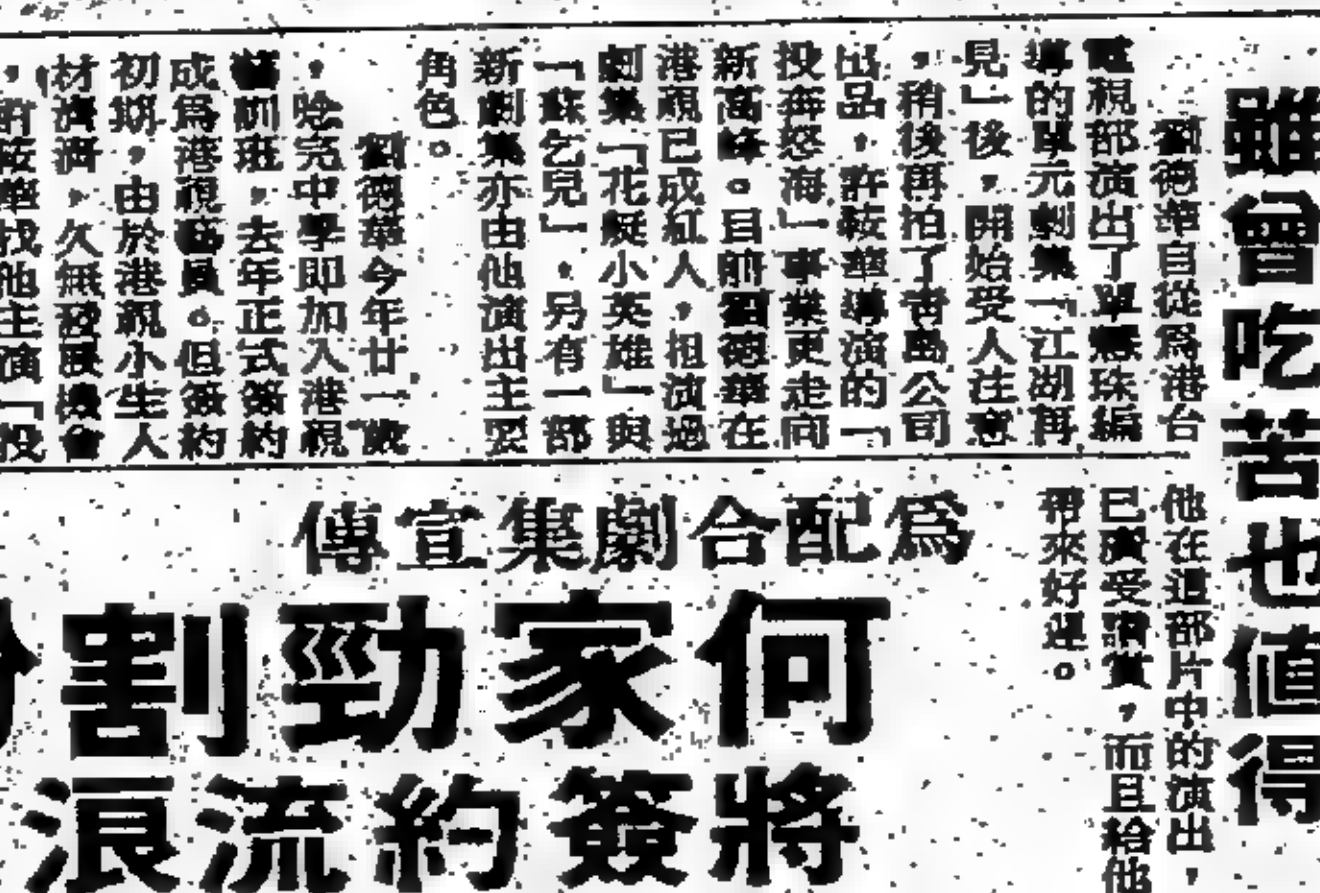 雖曾吃苦也值得
劉德華自從爲港台
電視部演出了單慧珠編
導的單元劇集「江湖再
見」後，開始受人注意
，稍後再拍了青鳥公司
出品，許鞍華導演的「
投奔怒海」事業更走向
新高峰。目前劉德華在
港視已成紅人，担演過
劇集「花艇小英雄」與
「蘇乞兒」，另有一部
新劇集亦由他演出主要
角色。
劉德華今年廿一歲
，唸完中學即加入港視
藝訓班，去年正式簽約
成爲港視藝員。但簽約
初期，由於港視小生人
材濟濟，久無發展機會
，許鞍華找他主演「投
他在這部片中的演出，
已演受讚賞，而且給他
帶來好運。
爲配合劇集宣傳
何家勁割
將簽約流浪